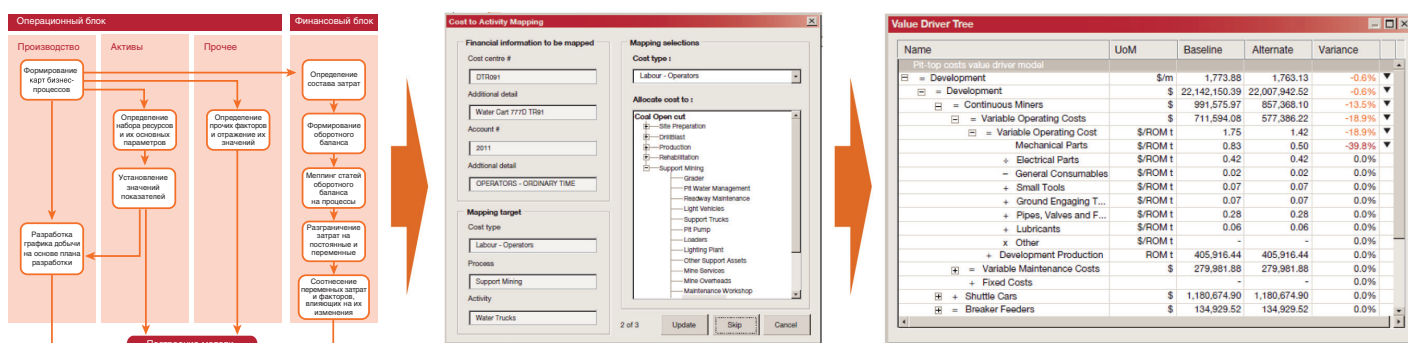 Операционный блок
Финансовый блок
Производство
Активы
Прочее
Формирование
карт бизнес-
процессов
Определение
набора ресурсов
и их основных
параметров
Определение
прочих факторов
и отражение их
значений
Установление
значений
показателей
Разработка
графика добычи
на основе плана
разработки
Определение
состава затрат
Формирование
оборотного
баланса
Меппинг статей
оборотного
баланса
на процессы
Разграничение
затрат на
постоянные и
переменные
Соотнесение
переменных затрат
и факторов,
влияющих на их
изменения
Построение модели
Cost to Activity Mapping
Financial information to be mapped
Cost centre #
DTR091
Additional detail
Water Cart 777D TR91
Account #
2011
Addtional detail
OPERATORS - ORDINARY TIME
Mapping target
Cost type
Labour - Operators
Process
Support Mining
Activity
Water Trucks
Mapping selections
Cost type :
Labour - Operators
Allocate cost to :
Coal Open cut
Site Preparation
DrillBlast
Production
Rehabilitation
Support Mining
Grader
Pit Water Management
Roadway Maintenance
Light Vehicles
Support Trucks
Pit Pump
Loaders
Lighting Plant
Other Support Assets
Mine Services
Mine Overheads
Maintenance Workshop
2 of 3 Update Skip Cancel
Value Driver Tree
Name UoM Baseline Alternate Variance
Pit-top costs value driver model
= Development $/m 1,773.88 1,763.13 -0.6%
= Development $ 22,142,150.39 22,007,942.52 -0.6%
= Continuous Miners $ 991,575.97 857,368.10 -13.5%
= Variable Operating Costs $ 711,594.08 577,386.22 -18.9%
= Variable Operating Cost $/ROM t 1.75 1.42 -18.9%
Mechanical Parts $/ROM t 0.83 0.50 -39.8%
+ Electrical Parts $/ROM t 0.42 0.42 0.0%
− General Consumables $/ROM t 0.02 0.02 0.0%
+ Small Tools $/ROM t 0.07 0.07 0.0%
+ Ground Engaging T... $/ROM t 0.07 0.07 0.0%
+ Pipes, Valves and F... $/ROM t 0.28 0.28 0.0%
+ Lubricants $/ROM t 0.06 0.06 0.0%
x Other $/ROM t - - 0.0%
+ Development Production ROM t 405,916.44 405,916.44 0.0%
= Variable Maintenance Costs $ 279,981.88 279,981.88 0.0%
+ Fixed Costs - - 0.0%
+ Shuttle Cars $ 1,180,674.90 1,180,674.90 0.0%
= Breaker Feeders $ 134,929.52 134,929.52 0.0%